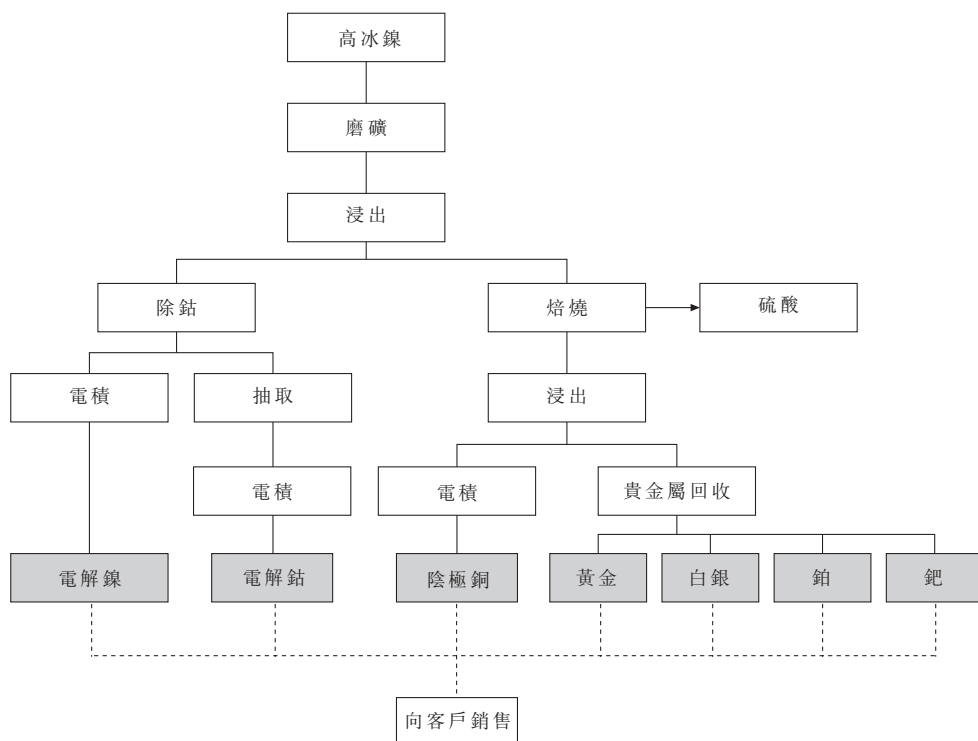 高冰鎳
磨礦
浸出
除鈷
焙燒
硫酸
電積
抽取
浸出
電積
電積
貴金屬回收
電解鎳
電解鈷
陰極銅
黃金
白銀
鉑
鈀
向客戶銷售